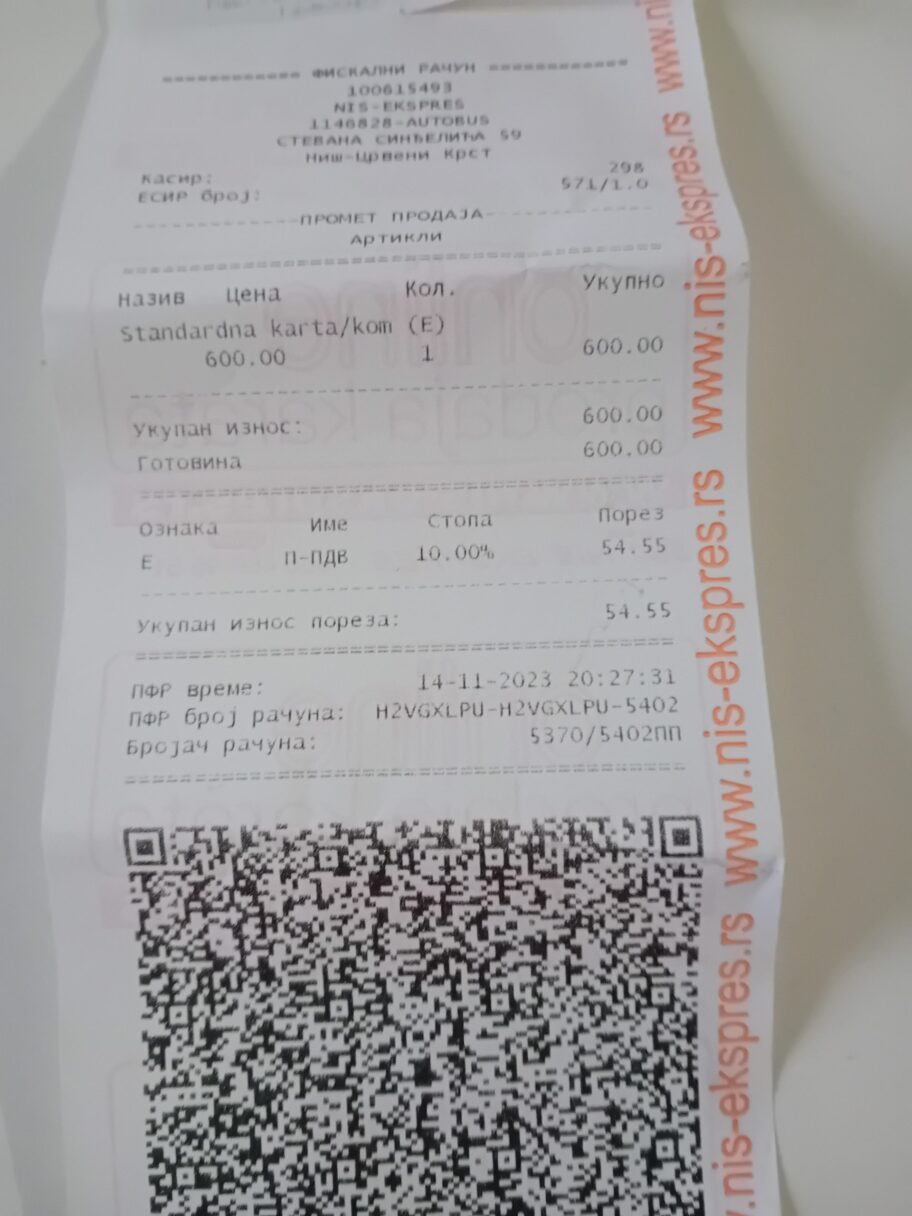 ============ ФИСКАЛНИ РАЧУН ============
100615493
NIS-EKSPRES
1146828-AUTOBUS
СТЕВАНА СИНЂЕЛИЋА 59
Ниш-Црвени Крст
Касир: 298
ЕСИР број: 571/1.0
-------------ПРОМЕТ ПРОДАЈА-------------
Артикли
========================================
Назив Цена Кол. Укупно
Standardna karta/kom (E)
600.00 1 600.00
----------------------------------------
Укупан износ: 600.00
Готовина 600.00
========================================
Ознака Име Стопа Порез
Е П-ПДВ 10.00% 54.55
----------------------------------------
Укупан износ пореза: 54.55
========================================
ПФР време: 14-11-2023 20:27:31
ПФР број рачуна: H2VGXLPU-H2VGXLPU-5402
Бројач рачуна: 5370/5402ПП
========================================
www.nis-ekspres.rs
www.nis-ekspres.rs
www.ni
.nis-ekspres.rs